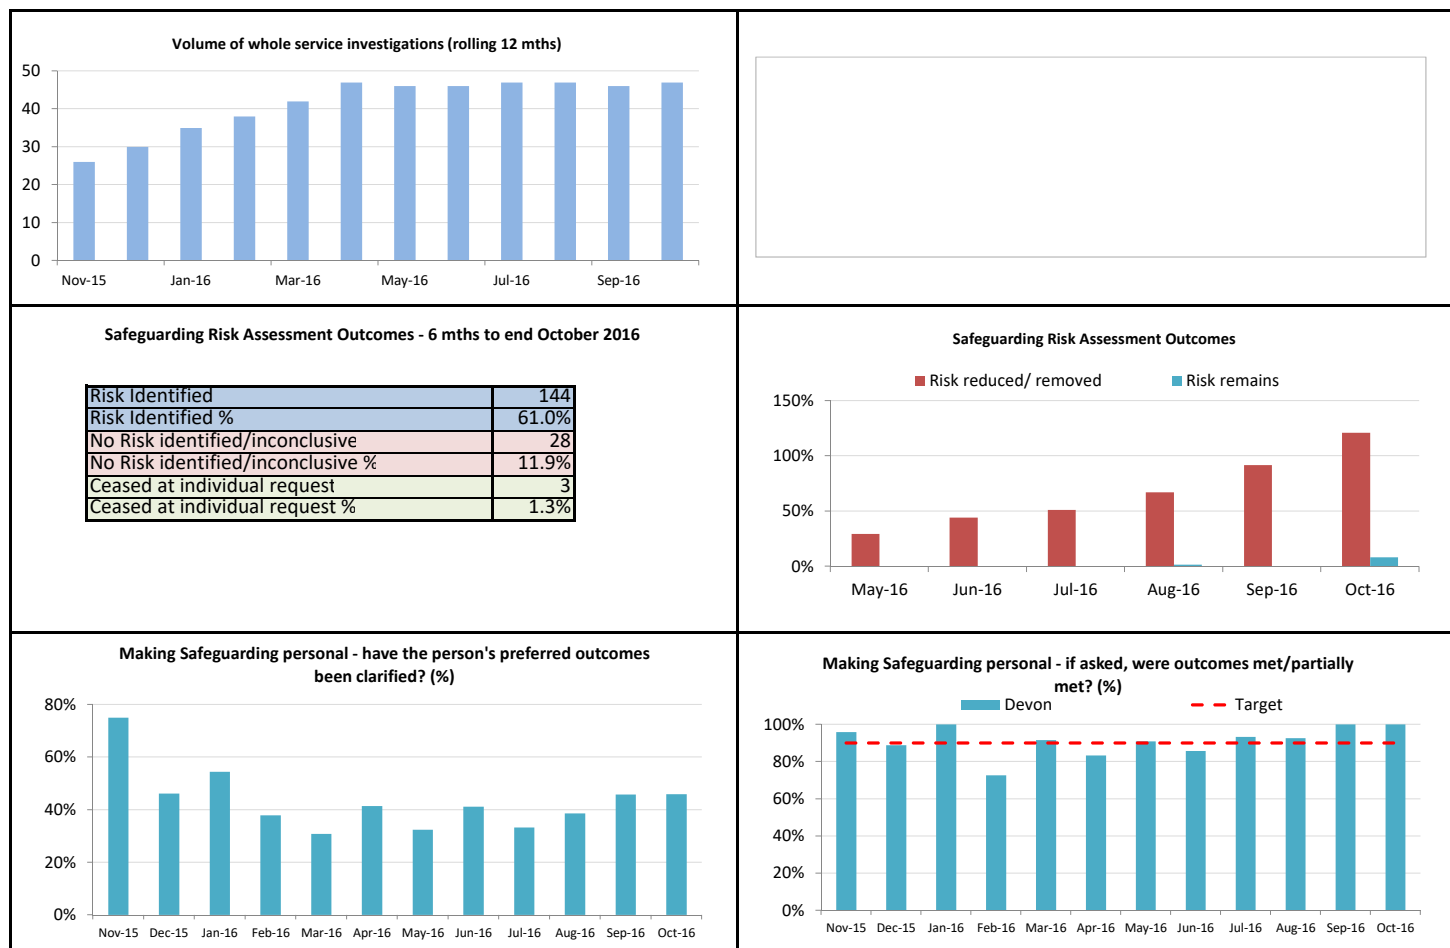 Volume of whole service investigations (rolling 12 mths)
50
40
30
20
10
0
Nov-15 Jan-16 Mar-16 May-16 Jul-16 Sep-16
Safeguarding Risk Assessment Outcomes - 6 mths to end October 2016
Risk Identified 144
Risk Identified % 61.0%
No Risk identified/inconclusive 28
No Risk identified/inconclusive % 11.9%
Ceased at individual request 3
Ceased at individual request % 1.3%
Safeguarding Risk Assessment Outcomes
Risk reduced/ removed Risk remains
150%
100%
50%
0%
May-16 Jun-16 Jul-16 Aug-16 Sep-16 Oct-16
Making Safeguarding personal - have the person's preferred outcomes
been clarified? (%)
80%
60%
40%
20%
0%
Nov-15 Dec-15 Jan-16 Feb-16 Mar-16 Apr-16 May-16 Jun-16 Jul-16 Aug-16 Sep-16 Oct-16
Making Safeguarding personal - if asked, were outcomes met/partially
met? (%)
Devon Target
100%
80%
60%
40%
20%
0%
Nov-15 Dec-15 Jan-16 Feb-16 Mar-16 Apr-16 May-16 Jun-16 Jul-16 Aug-16 Sep-16 Oct-16